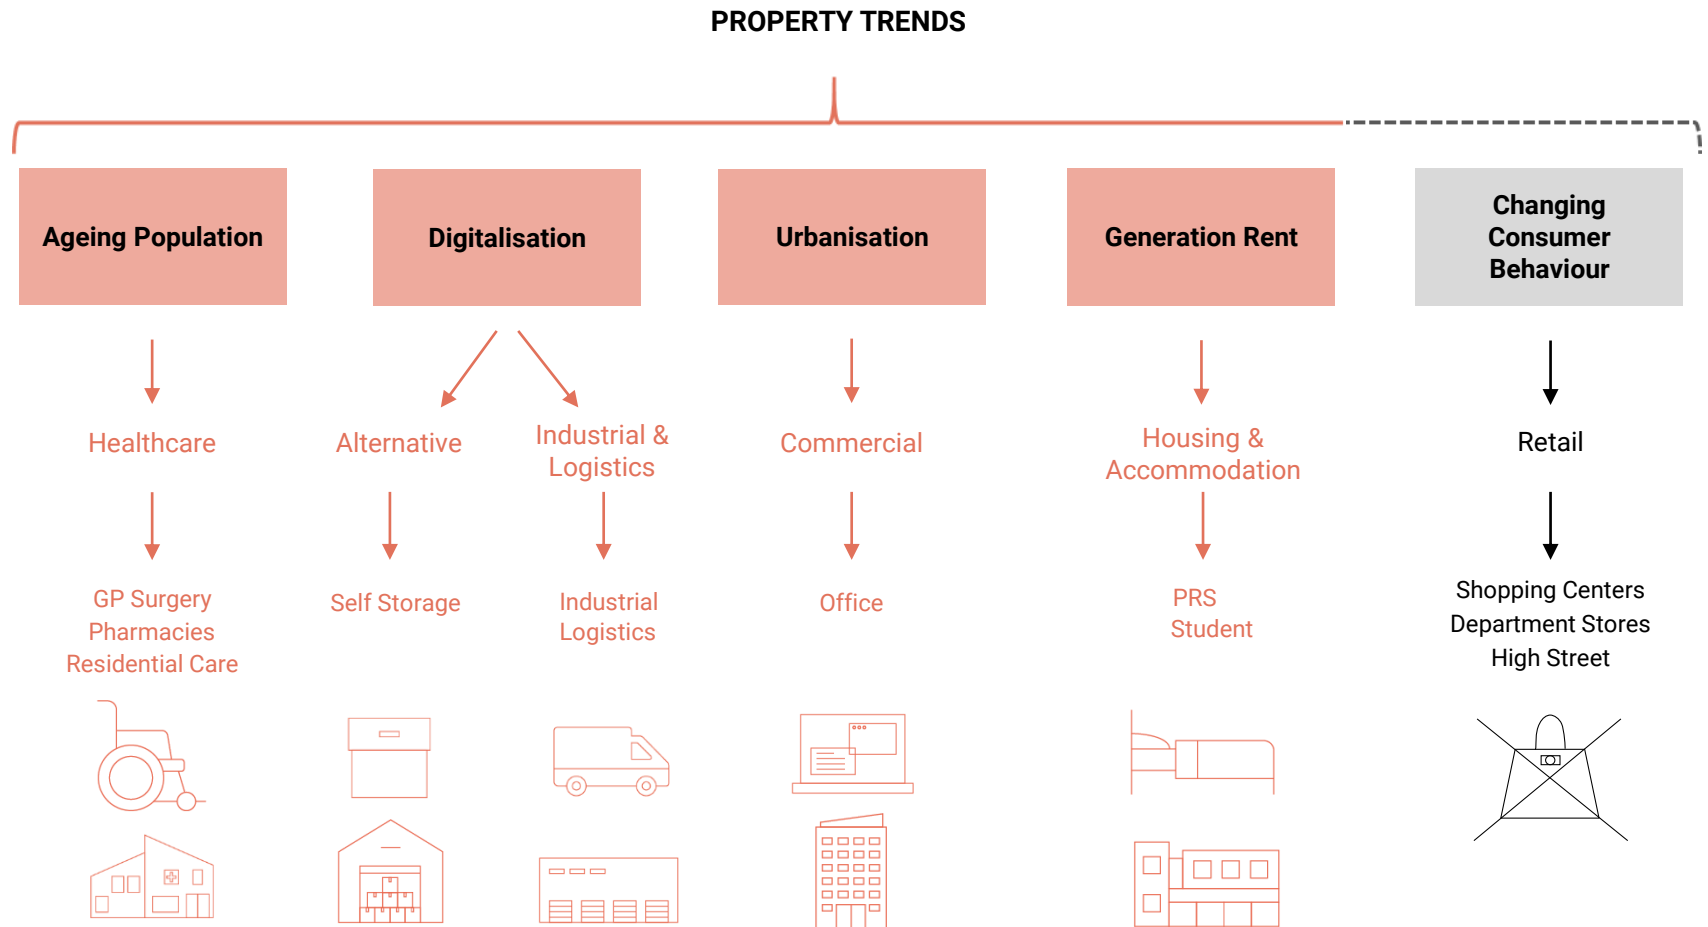 PROPERTY TRENDS
Ageing Population
Digitalisation
Urbanisation
Generation Rent
Changing
Consumer
Behaviour
Healthcare
Alternative
Industrial &
Logistics
Commercial
Housing &
Accommodation
Retail
GP Surgery
Pharmacies
Residential Care
Self Storage
Industrial
Logistics
Office
PRS
Student
Shopping Centers
Department Stores
High Street